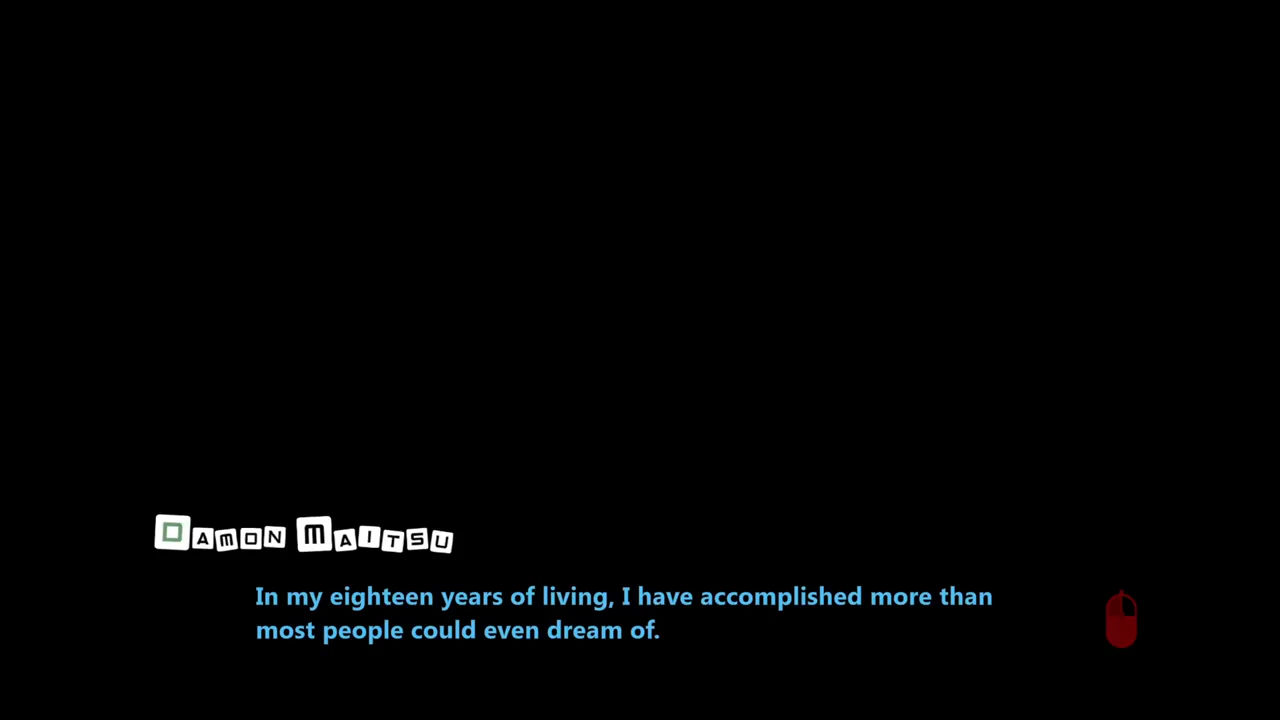 Damon Maitsu
In my eighteen years of living, I have accomplished more than
most people could even dream of.